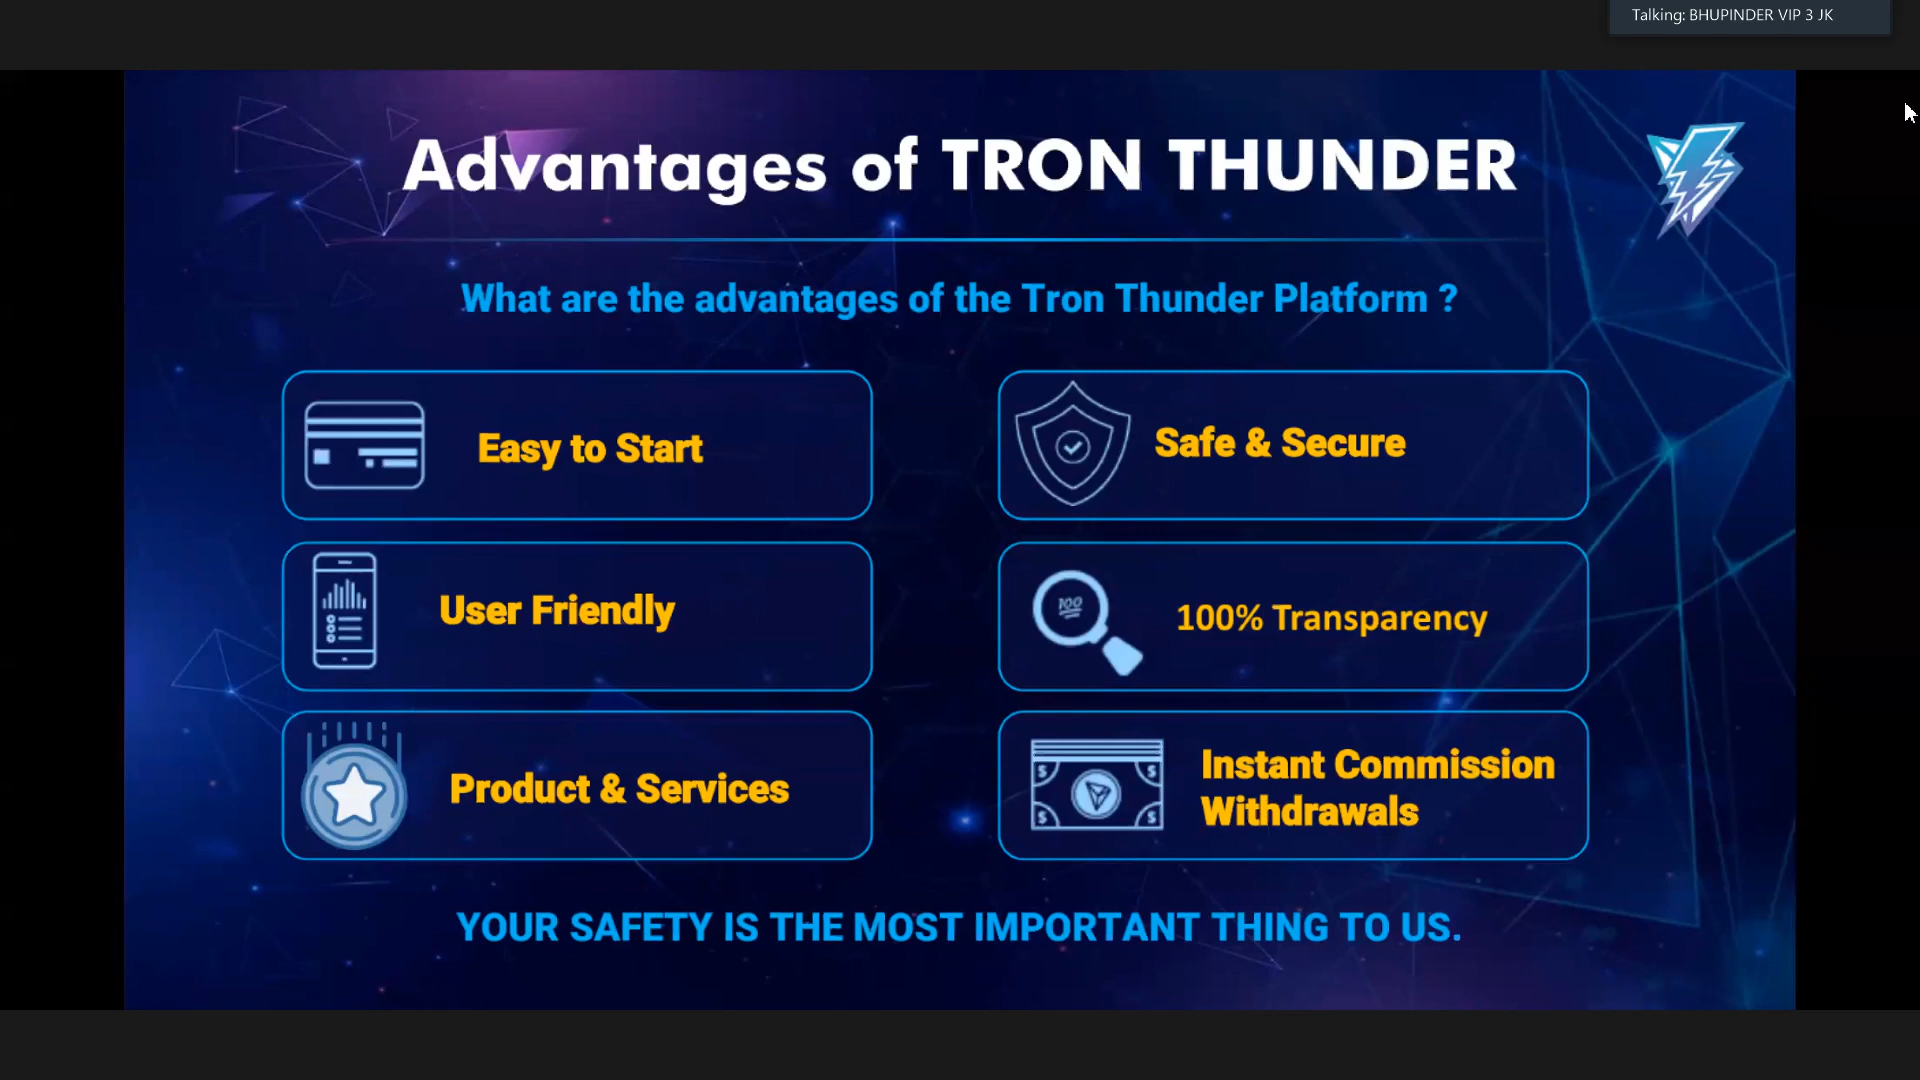 Talking: BHUPINDER VIP 3 JK
Advantages of TRON THUNDER
What are the advantages of the Tron Thunder Platform ?
Easy to Start
Safe & Secure
User Friendly
100
100% Transparency
Product & Services
$ $
$ $
Instant Commission
Withdrawals
YOUR SAFETY IS THE MOST IMPORTANT THING TO US.